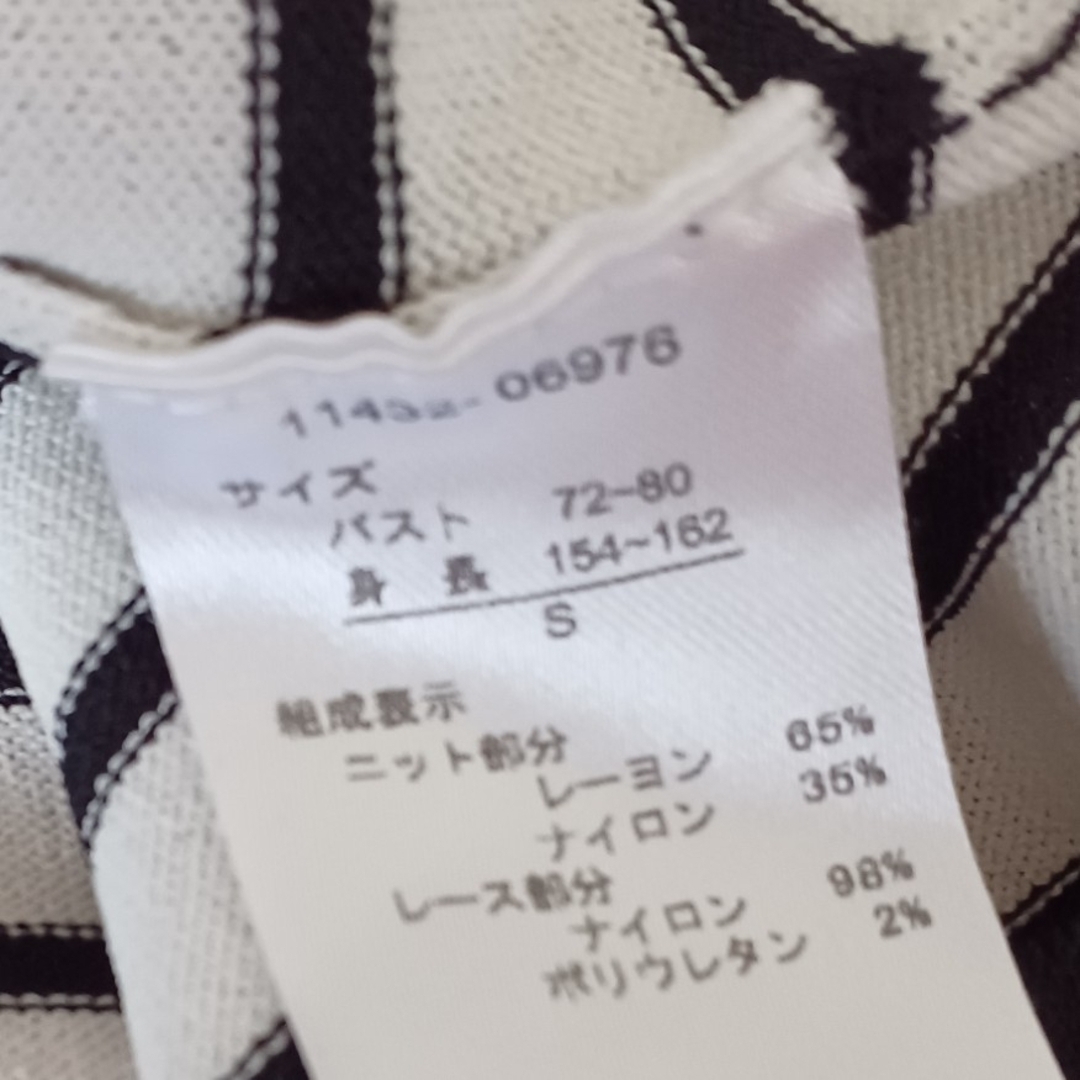 06976
サイズ
バスト 72-80
身長 154~162
S
組成表示
ニット部分
レーヨン 65%
ナイロン 35%
レース部分
ナイロン 98%
ポリウレタン 2%